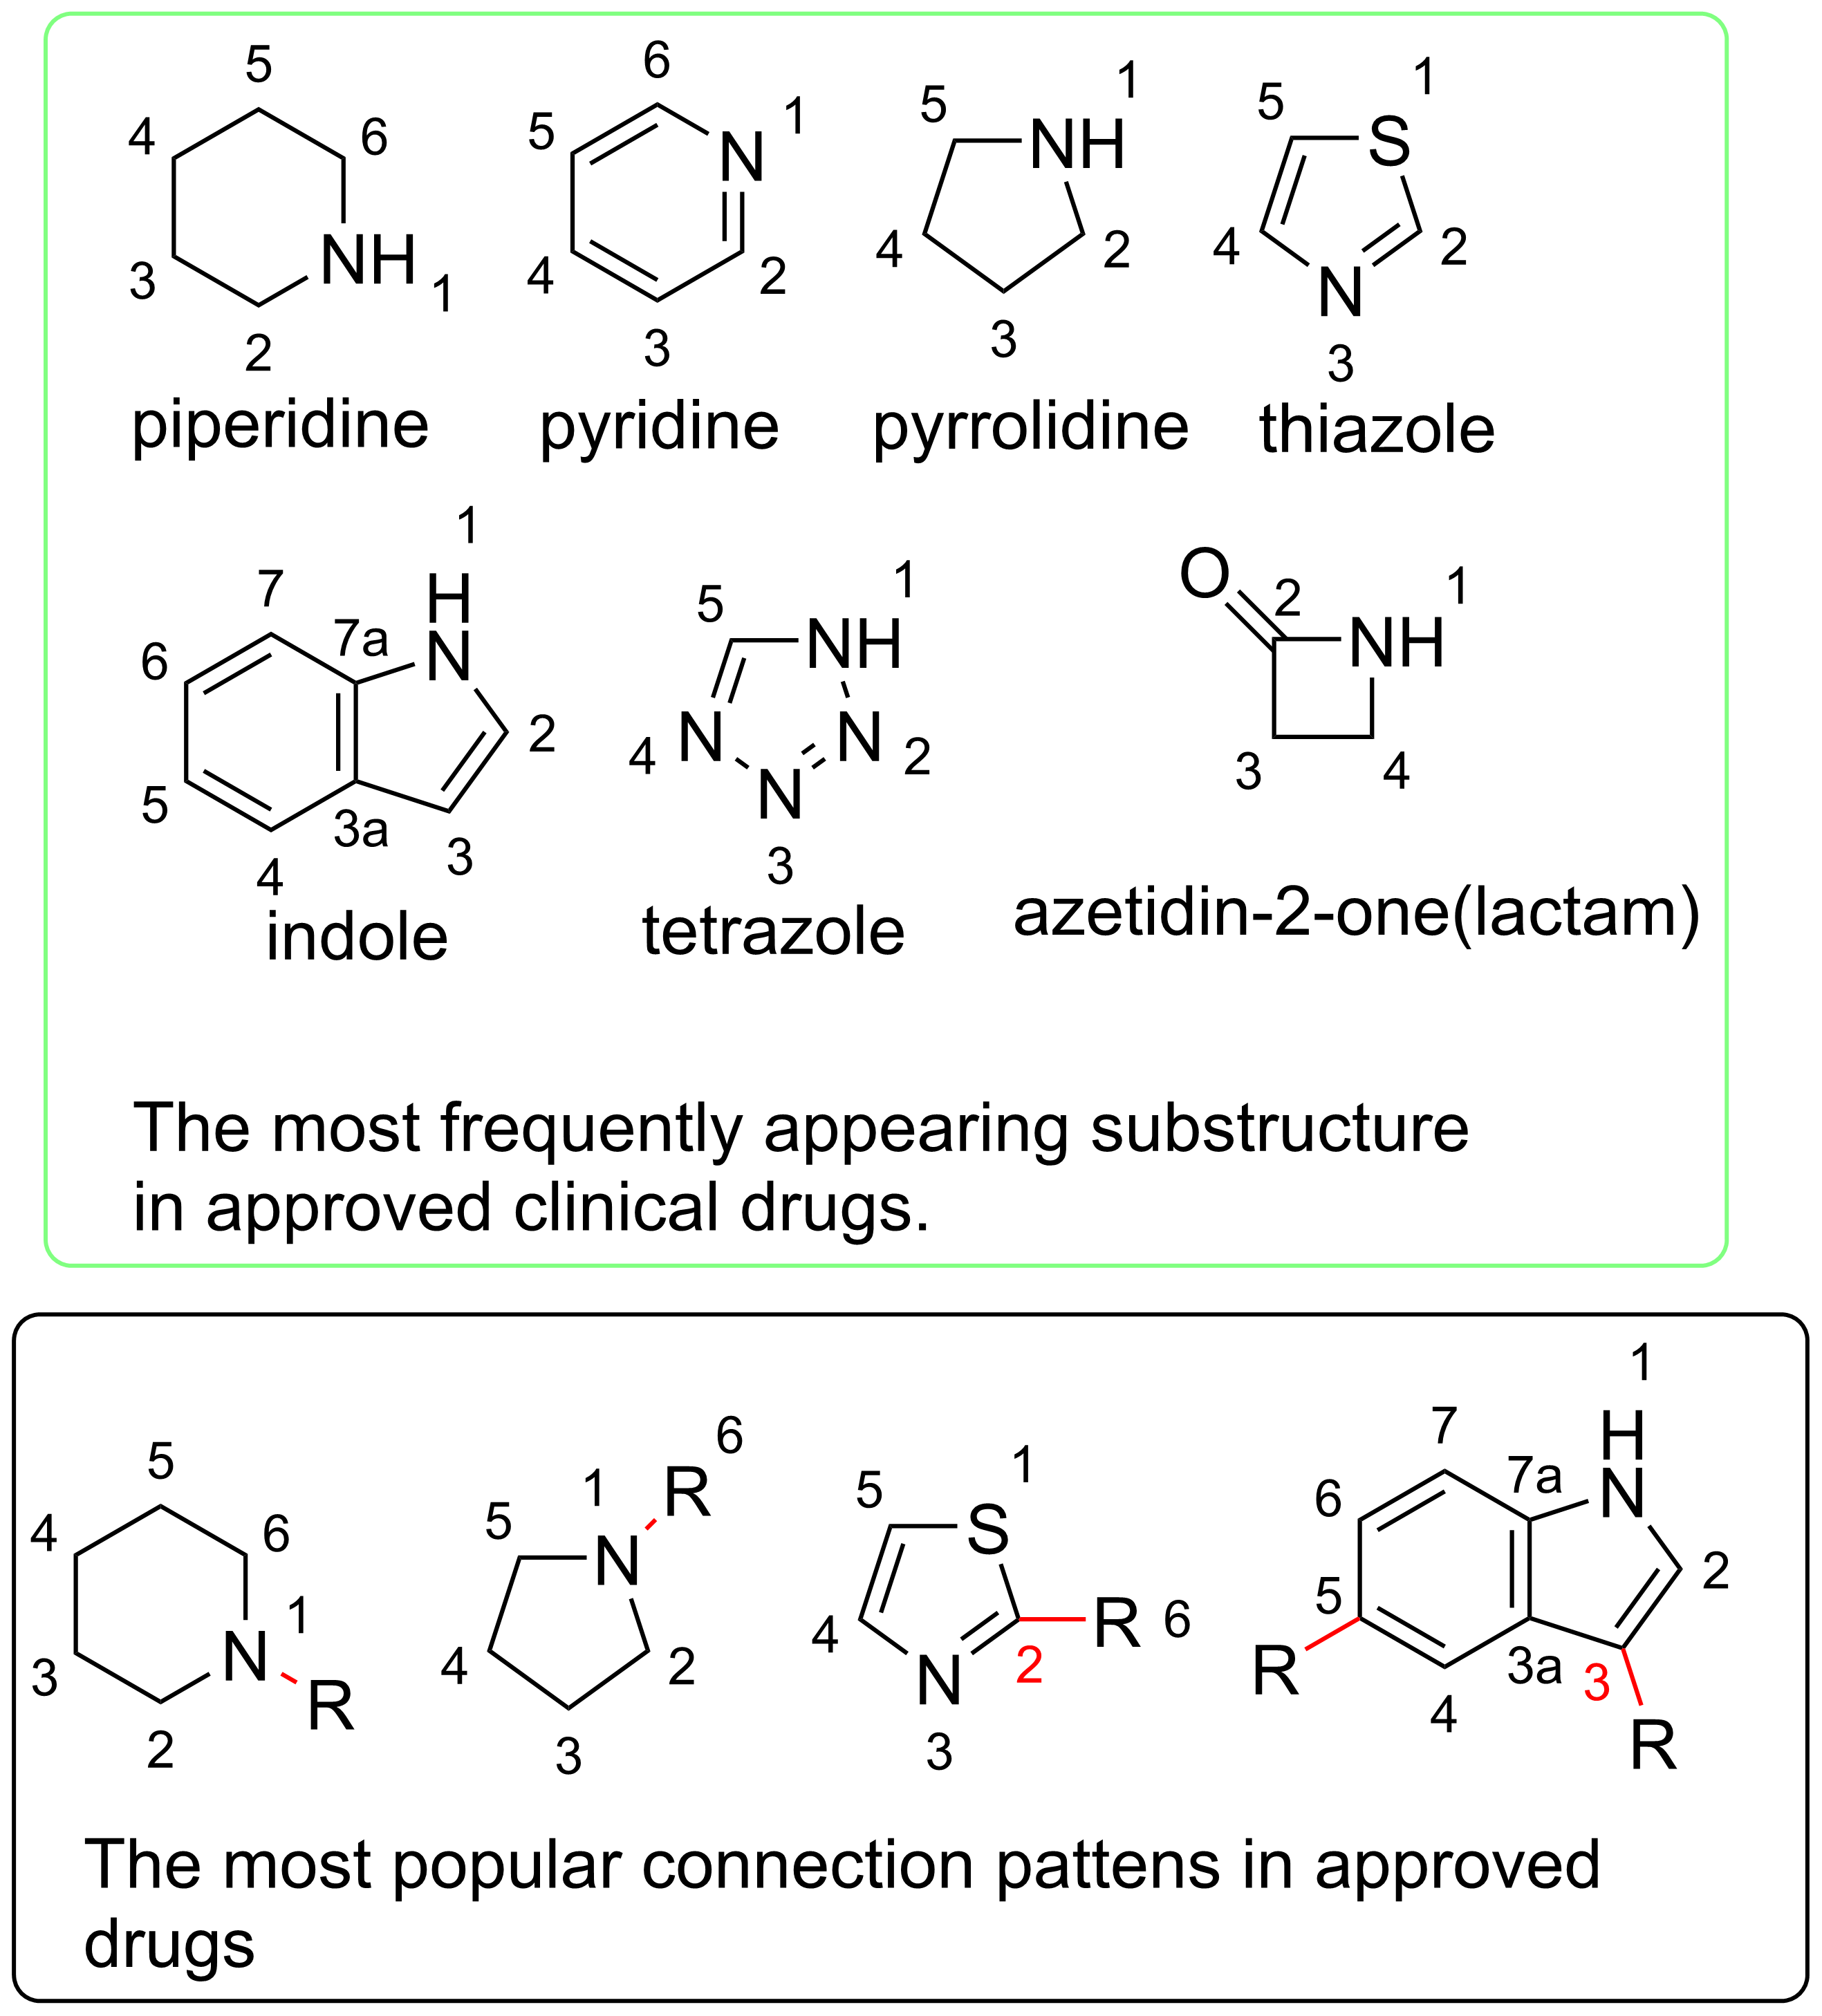 5
4
6
3
NH
1
2
piperidine
6
5
1
N
4
2
3
pyridine
5
1
NH
4
2
3
pyrrolidine
5
1
S
4
2
N
3
thiazole
1
7
H
6
7a
N
2
5
3a
3
4
indole
5
1
NH
4
N
N
2
N
3
tetrazole
O
2
1
NH
3
4
azetidin-2-one(lactam)
The most frequently appearing substructure
in approved clinical drugs.
5
4
6
1
N
3
R
2
6
1
R
5
N
4
2
3
1
5
S
R
6
4
2
N
3
1
7
H
6
7a
N
5
2
R
3a
3
4
R
The most popular connection pattens in approved
drugs